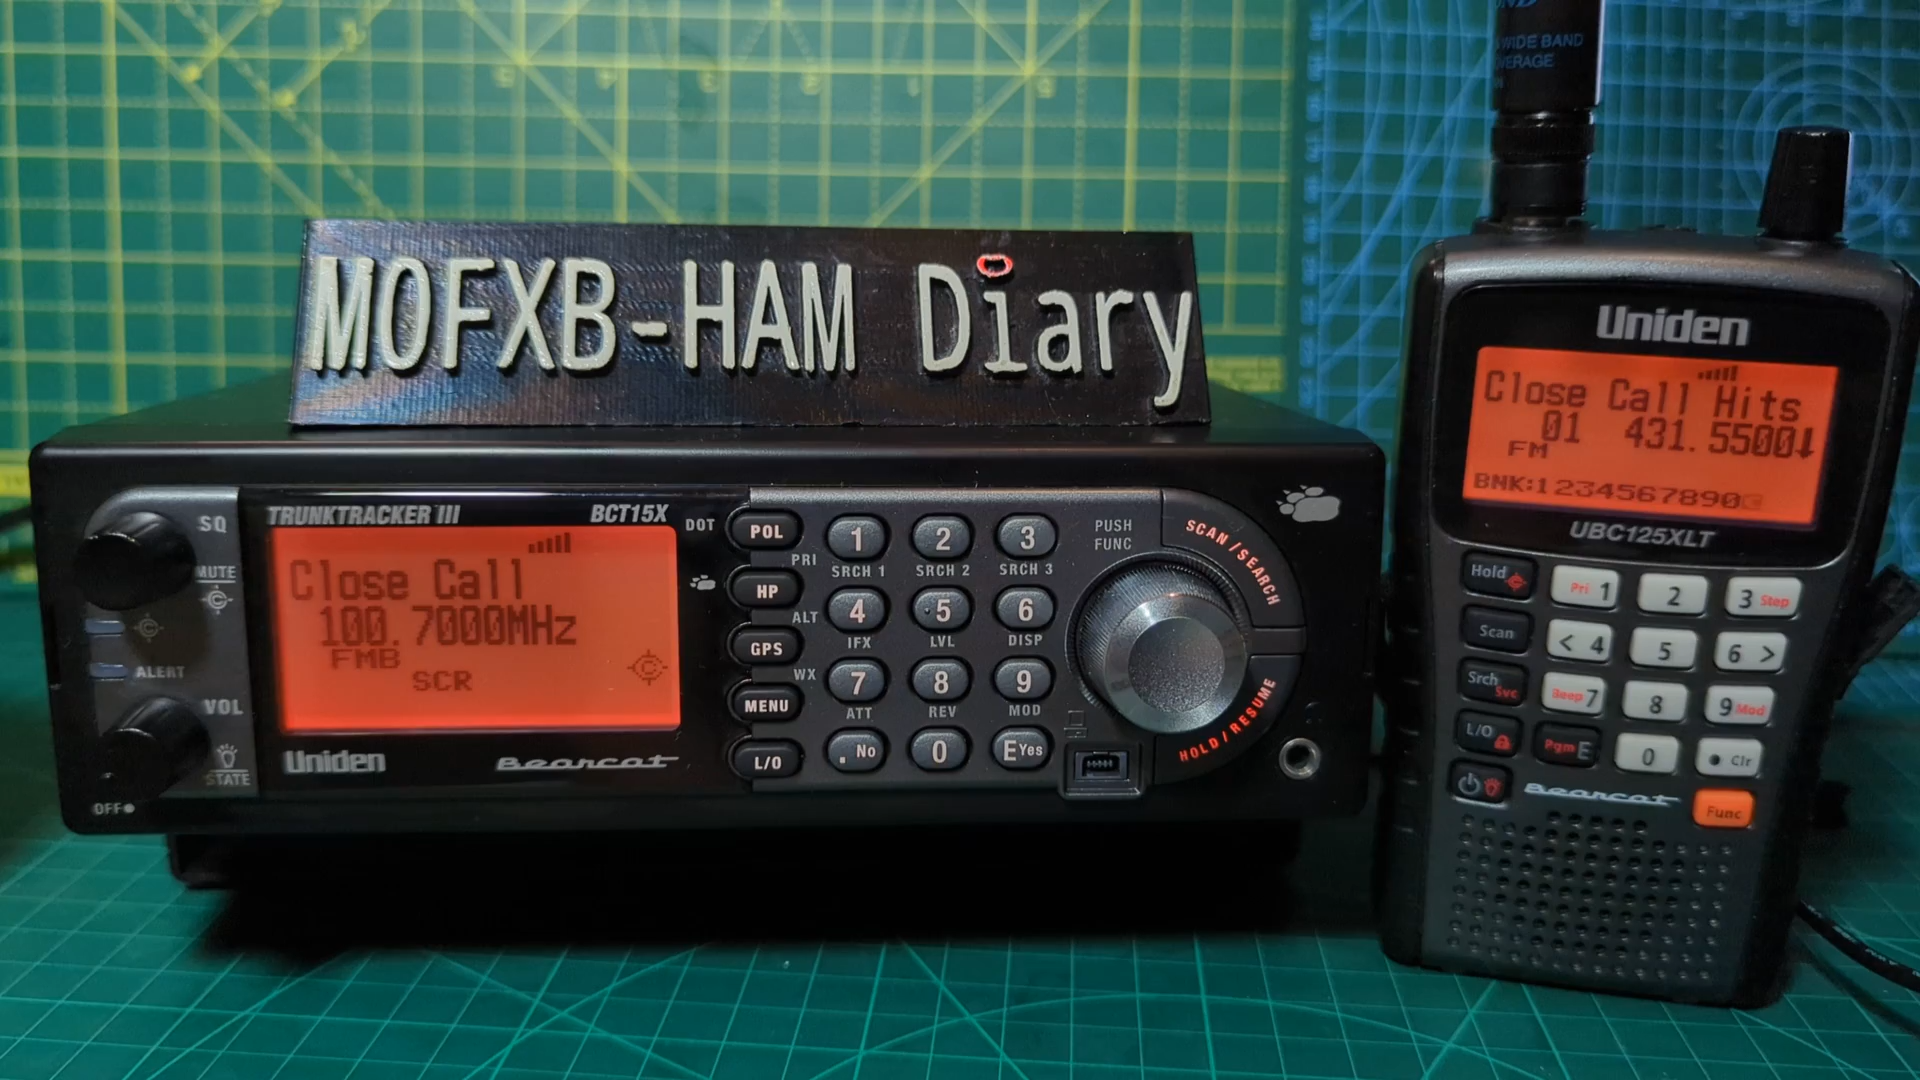 WIDE BAND
MOFXB-HAM Diary
Uniden
Close Call Hits
01 431.5500↓
FM
BNK:1234567890
UBC125XLT
Hold
Pri 1
2
3 Step
Scan
< 4
5
6 >
Srch Svc
Beep 7
8
9 Mod
L/O
Pgm E
0
• Clr
Bearcat
Func
SQ
MUTE
ALERT
VOL
STATE
OFF
TRUNKTRACKER III
BCT15X
Close Call
100.7000MHz
FMB
SCR
Uniden
Bearcat
DOT
POL
PRI
HP
ALT
GPS
WX
MENU
L/O
1 2 3
SRCH 1 SRCH 2 SRCH 3
4 5 6
IFX LVL DISP
7 8 9
ATT REV MOD
. No 0 E Yes
PUSH
FUNC
SCAN / SEARCH
HOLD / RESUME